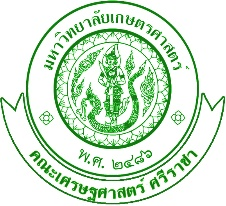 มหาวิทยาลัยเกษตรศาสตร์
พ.ศ. ๒๔๘๖
คณะเศรษฐศาสตร์ ศรีราชา